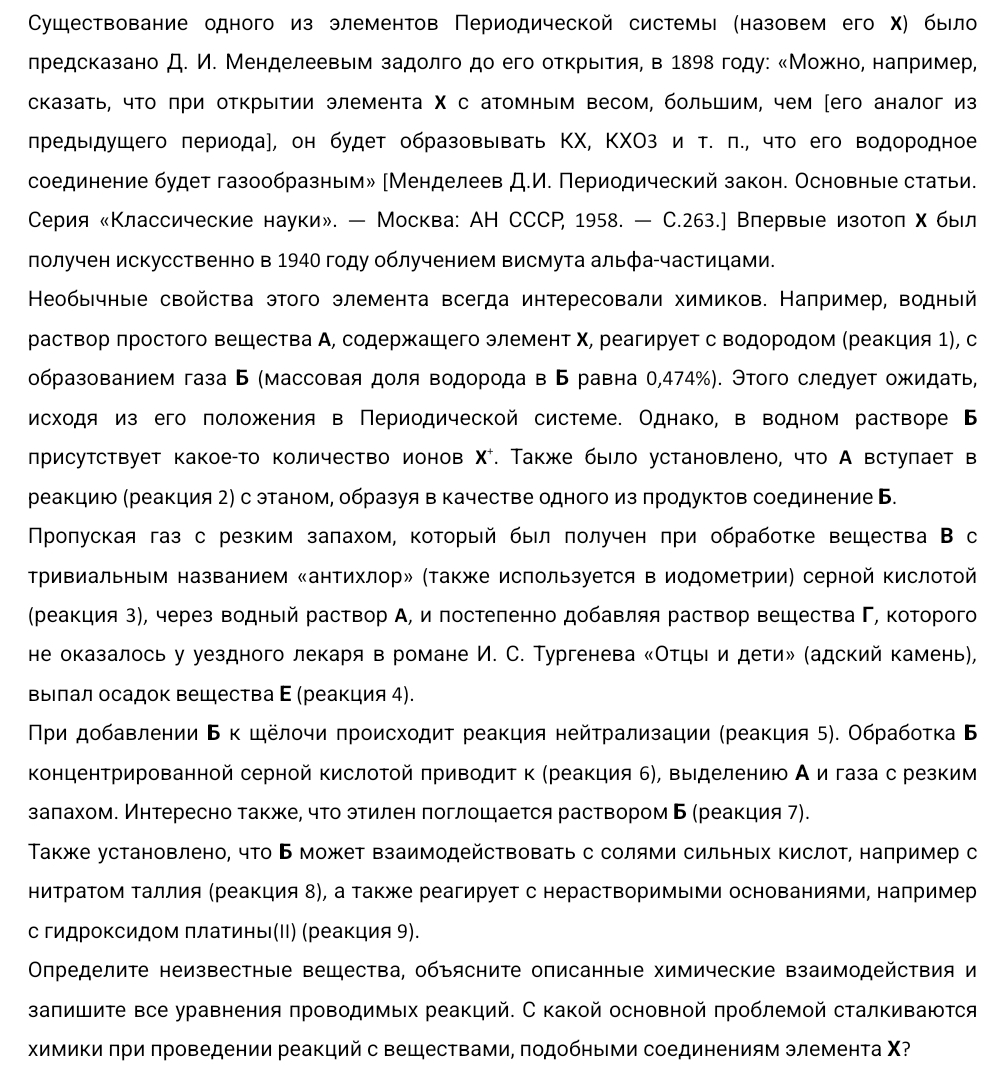 Существование одного из элементов Периодической системы (назовем его Х) было
предсказано Д. И. Менделеевым задолго до его открытия, в 1898 году: «Можно, например,
сказать, что при открытии элемента Х с атомным весом, большим, чем [его аналог из
предыдущего периода], он будет образовывать КХ, КХО3 и т. п., что его водородное
соединение будет газообразным» [Менделеев Д.И. Периодический закон. Основные статьи.
Серия «Классические науки». — Москва: АН СССР, 1958. — С.263.] Впервые изотоп Х был
получен искусственно в 1940 году облучением висмута альфа-частицами.
Необычные свойства этого элемента всегда интересовали химиков. Например, водный
раствор простого вещества А, содержащего элемент Х, реагирует с водородом (реакция 1), с
образованием газа Б (массовая доля водорода в Б равна 0,474%). Этого следует ожидать,
исходя из его положения в Периодической системе. Однако, в водном растворе Б
присутствует какое-то количество ионов Х⁺. Также было установлено, что А вступает в
реакцию (реакция 2) с этаном, образуя в качестве одного из продуктов соединение Б.
Пропуская газ с резким запахом, который был получен при обработке вещества В с
тривиальным названием «антихлор» (также используется в иодометрии) серной кислотой
(реакция 3), через водный раствор А, и постепенно добавляя раствор вещества Г, которого
не оказалось у уездного лекаря в романе И. С. Тургенева «Отцы и дети» (адский камень),
выпал осадок вещества Е (реакция 4).
При добавлении Б к щёлочи происходит реакция нейтрализации (реакция 5). Обработка Б
концентрированной серной кислотой приводит к (реакция 6), выделению А и газа с резким
запахом. Интересно также, что этилен поглощается раствором Б (реакция 7).
Также установлено, что Б может взаимодействовать с солями сильных кислот, например с
нитратом таллия (реакция 8), а также реагирует с нерастворимыми основаниями, например
с гидроксидом платины(II) (реакция 9).
Определите неизвестные вещества, объясните описанные химические взаимодействия и
запишите все уравнения проводимых реакций. С какой основной проблемой сталкиваются
химики при проведении реакций с веществами, подобными соединениям элемента Х?